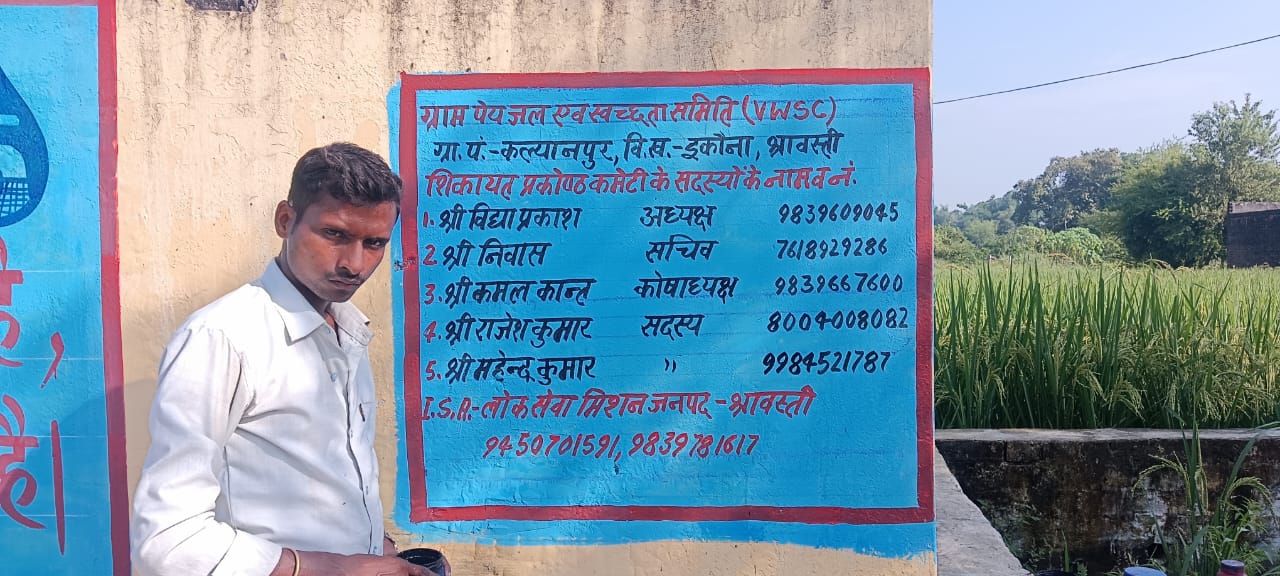 ग्राम पेय जल एव स्वच्छता समिति (VWSC)
ग्रा.पं.-कल्यानपुर, वि.ख.-इकौना, श्रावस्ती
शिकायत प्रकोष्ठ कमेटी के सदस्यों के नाम व नं.
1. श्री विद्या प्रकाश अध्यक्ष 9839609045
2. श्री निवास सचिव 7618929286
3. श्री कमल कान्त कोषाध्यक्ष 9839667600
4. श्री राजेश कुमार सदस्य 8004008082
5. श्री महेन्द्र कुमार " 9984521787
I.S.A.-लोक सेवा मिशन जनपद-श्रावस्ती
9450701591, 9839781617
है